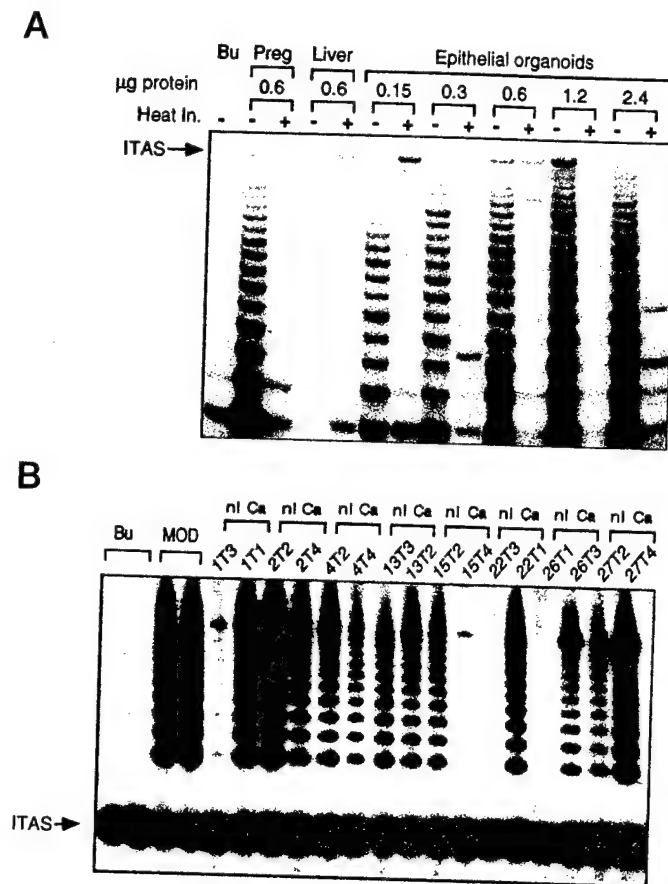 A
Bu Preg Liver Epithelial organoids
µg protein 0.6 0.6 0.15 0.3 0.6 1.2 2.4
Heat In. - - + - + - + - + - + - + - +
ITAS
B
nl Ca nl Ca nl Ca nl Ca nl Ca nl Ca nl Ca nl Ca
Bu MOD 1T3 1T1 2T2 2T4 4T2 4T4 13T3 13T2 15T2 15T4 22T3 22T1 26T1 26T3 27T2 27T4
ITAS